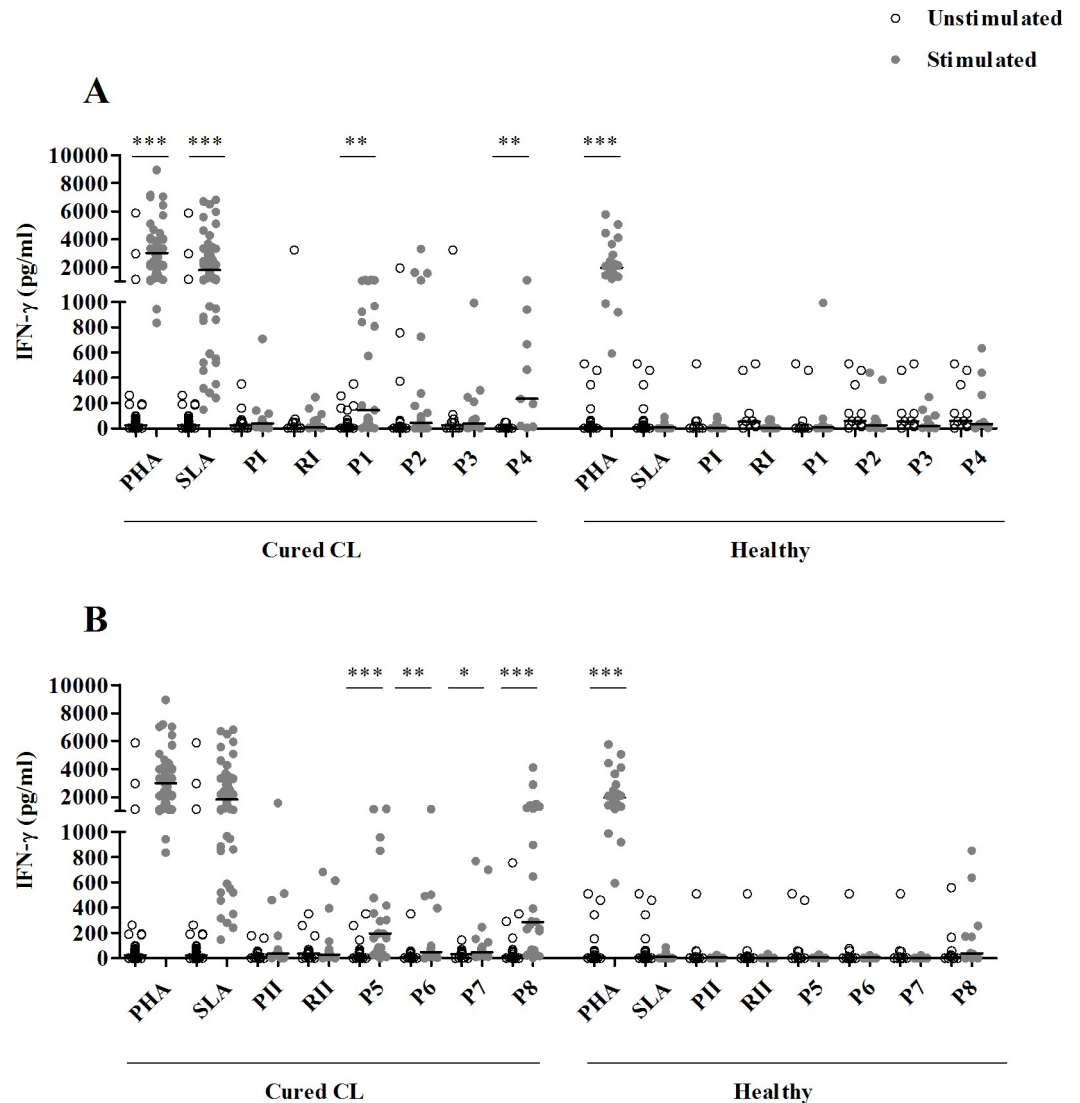 Unstimulated
Stimulated
A
*** *** ** ** ***
10000
8000
6000
4000
2000
1000
800
600
400
200
0
IFN-γ (pg/ml)
PHA SLA PI RI P1 P2 P3 P4 PHA SLA PI RI P1 P2 P3 P4
Cured CL Healthy
B
*** ** * *** ***
10000
8000
6000
4000
2000
1000
800
600
400
200
0
IFN-γ (pg/ml)
PHA SLA PII RII P5 P6 P7 P8 PHA SLA PII RII P5 P6 P7 P8
Cured CL Healthy